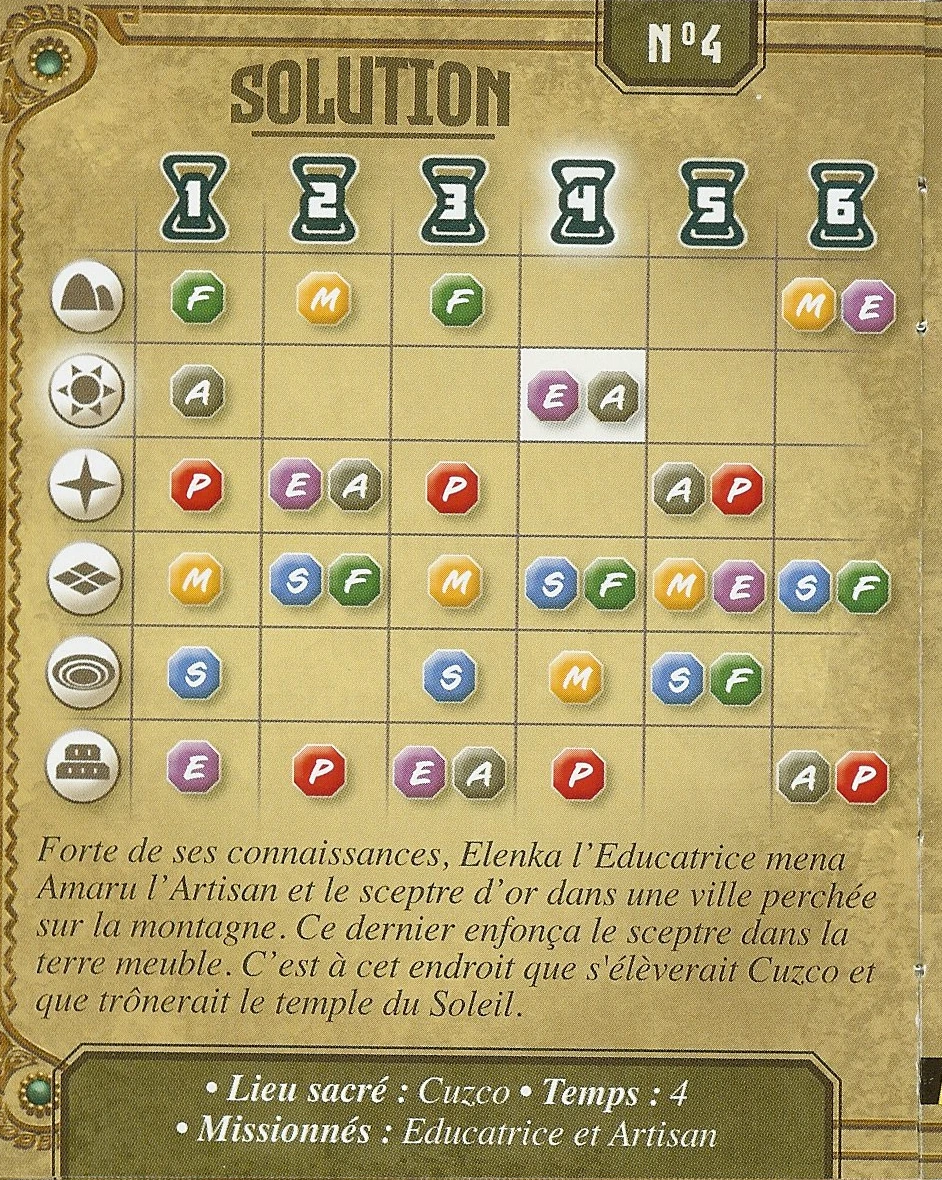 N°4
SOLUTION
1 2 3 4 5 6
F M F M E
A E A
P E A P A P
M S F M S F M E S F
S S M S F
E P E A P A P
Forte de ses connaissances, Elenka l'Educatrice mena
Amaru l'Artisan et le sceptre d'or dans une ville perchée
sur la montagne. Ce dernier enfonça le sceptre dans la
terre meuble. C'est à cet endroit que s'élèverait Cuzco et
que trônerait le temple du Soleil.
• Lieu sacré : Cuzco • Temps : 4
• Missionnés : Educatrice et Artisan